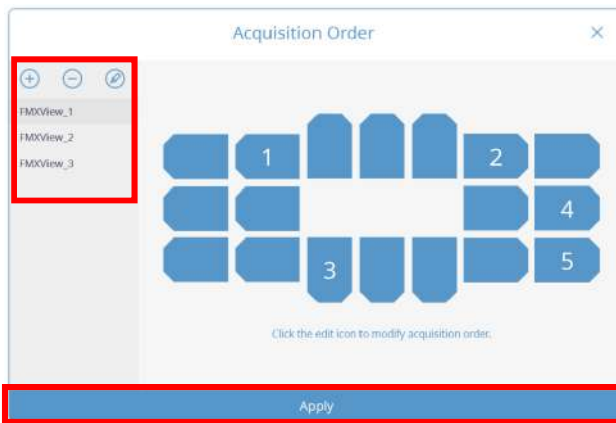 Acquisition Order
FMXView_1
FMXView_2
FMXView_3
1
2
4
3
5
Click the edit icon to modify acquisition order.
Apply